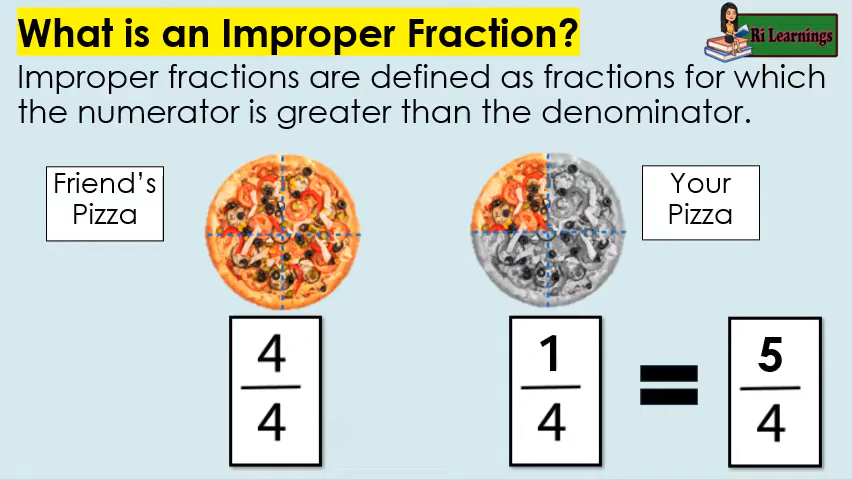 What is an Improper Fraction?
Ri Learnings
Improper fractions are defined as fractions for which
the numerator is greater than the denominator.
Friend's
Pizza
Your
Pizza
4
4
1
4
=
5
4